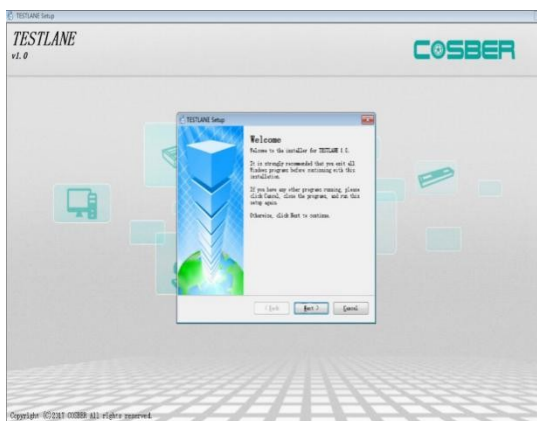 TESTLANE Setup
TESTLANE
v1.0
COSBER
TESTLANE Setup
Welcome
Welcome to the installer for TESTLANE 1.0.
It is strongly recommended that you exit all
Windows programs before continuing with this
installation.
If you have any other programs running, please
click Cancel, close the programs, and run this
setup again.
Otherwise, click Next to continue.
< Back
Next >
Cancel
Copyright (C)2017 COSBER All rights reserved.